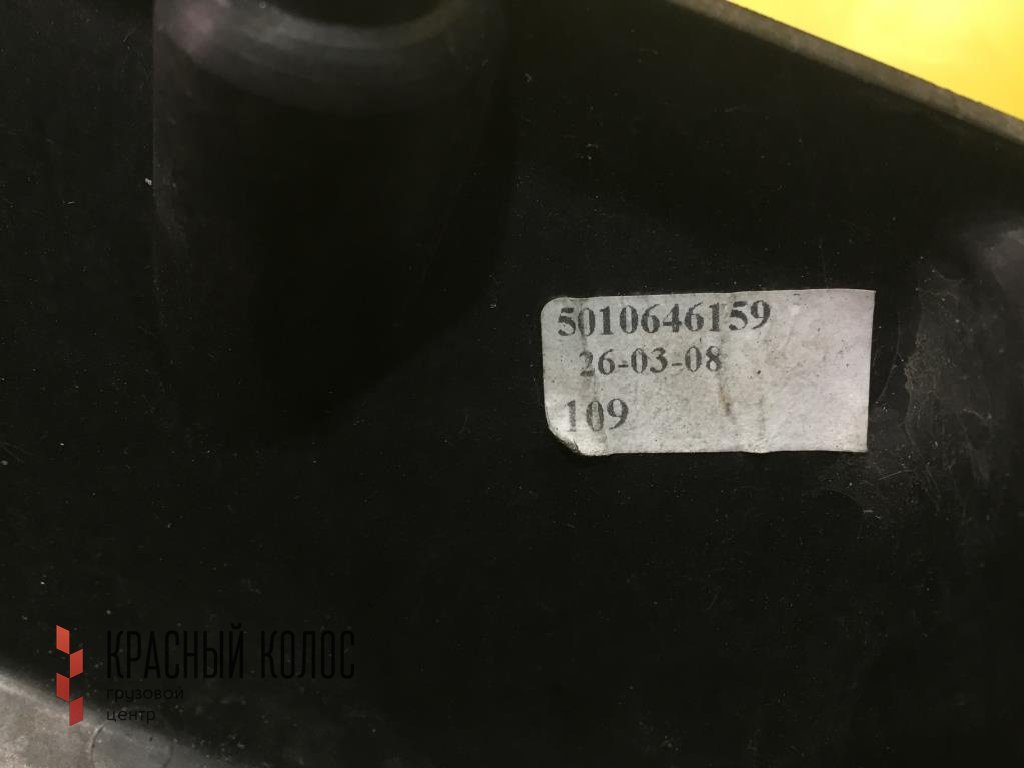 5010646159
26-03-08
109
КРАСНЫЙ КОЛОС
грузовой
центр